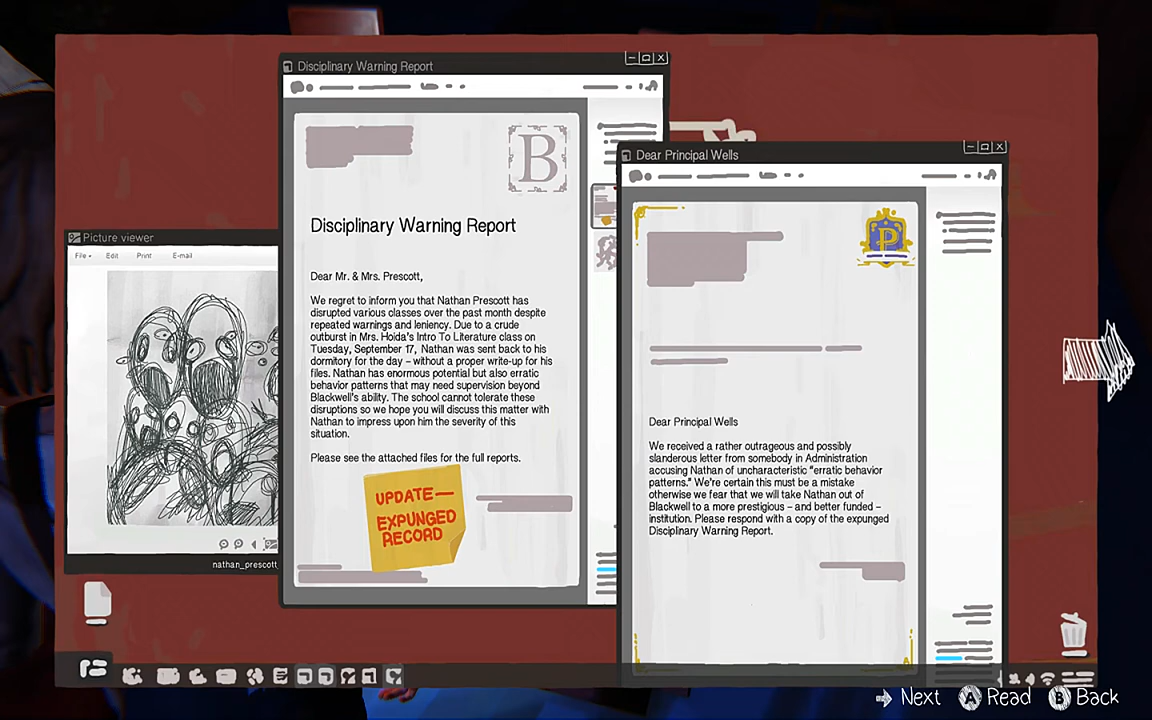 Disciplinary Warning Report
B
Disciplinary Warning Report
Dear Mr. & Mrs. Prescott,
We regret to inform you that Nathan Prescott has
disrupted various classes over the past month despite
repeated warnings and leniency. Due to a crude
outburst in Mrs. Hoida's Intro To Literature class on
Tuesday, September 17, Nathan was sent back to his
dormitory for the day – without a proper write-up for his
files. Nathan has enormous potential but also erratic
behavior patterns that may need supervision beyond
Blackwell's ability. The school cannot tolerate these
disruptions so we hope you will discuss this matter with
Nathan to impress upon him the severity of this
situation.
Please see the attached files for the full reports.
UPDATE—
EXPUNGED
RECORD
Dear Principal Wells
P
Dear Principal Wells
We received a rather outrageous and possibly
slanderous letter from somebody in Administration
accusing Nathan of uncharacteristic "erratic behavior
patterns." We're certain this must be a mistake
otherwise we fear that we will take Nathan out of
Blackwell to a more prestigious – and better funded –
institution. Please respond with a copy of the expunged
Disciplinary Warning Report.
Picture viewer
File Edit Print E-mail
nathan_prescott_
Next A Read B Back